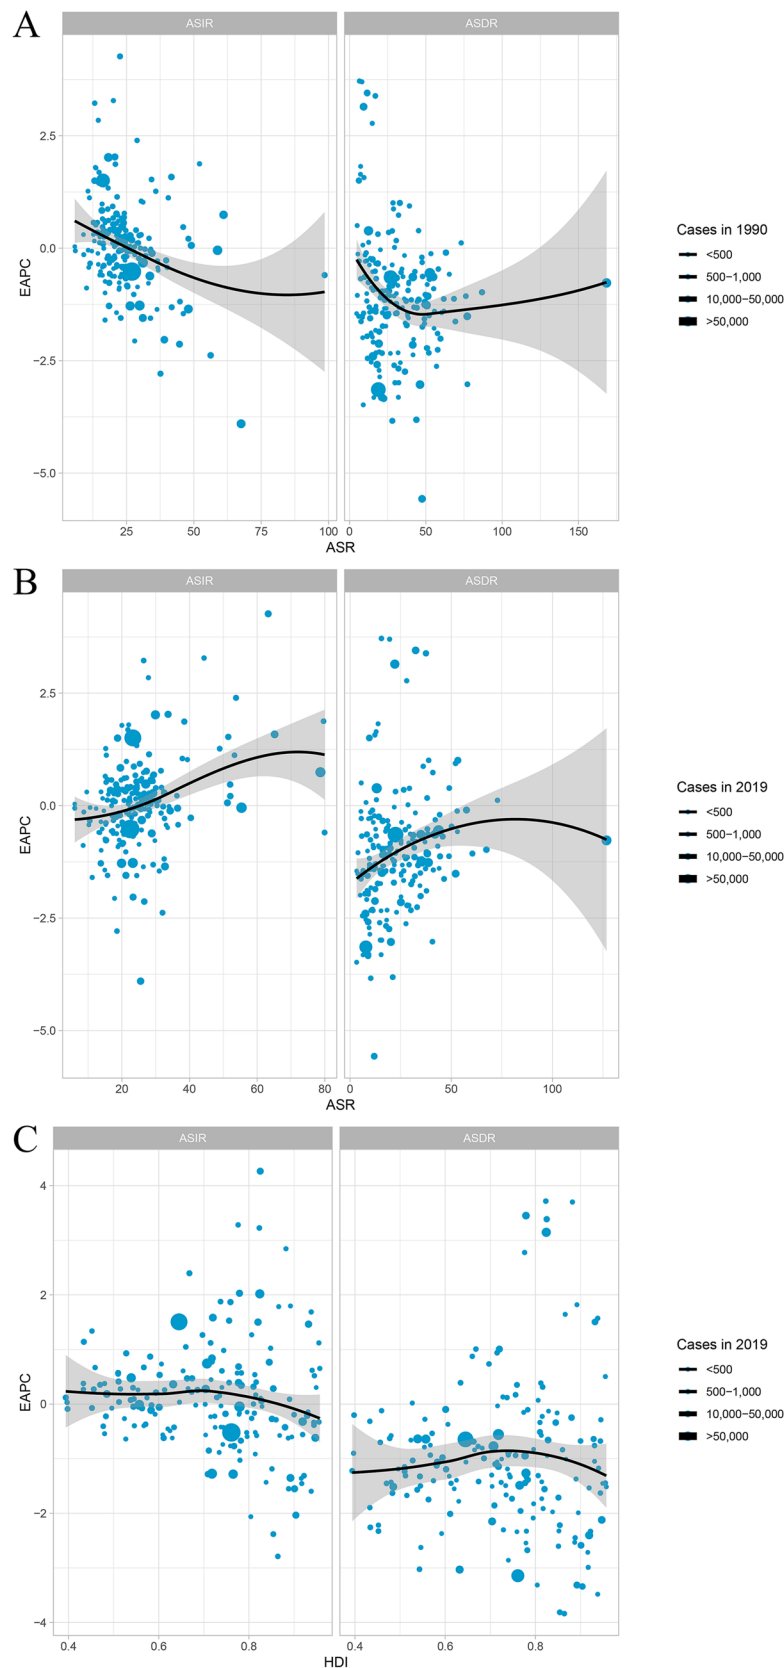 A
ASIR
ASDR
EAPC
2.5
0.0
−2.5
−5.0
25
50
75
100
0
50
100
150
ASR
Cases in 1990
<500
500−1,000
10,000−50,000
>50,000
B
ASIR
ASDR
EAPC
2.5
0.0
−2.5
−5.0
20
40
60
80
0
50
100
ASR
Cases in 2019
<500
500−1,000
10,000−50,000
>50,000
C
ASIR
ASDR
EAPC
4
2
0
−2
−4
0.4
0.6
0.8
0.4
0.6
0.8
HDI
Cases in 2019
<500
500−1,000
10,000−50,000
>50,000